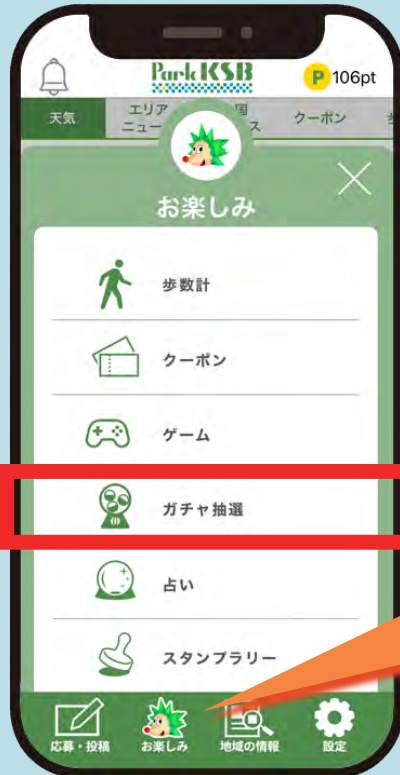 Park KSB
P 106pt
天気
エリア
ニュー
国
ス
クーポン
お楽しみ
歩数計
クーポン
ゲーム
ガチャ抽選
占い
スタンプラリー
応募・投稿
お楽しみ
地域の情報
設定